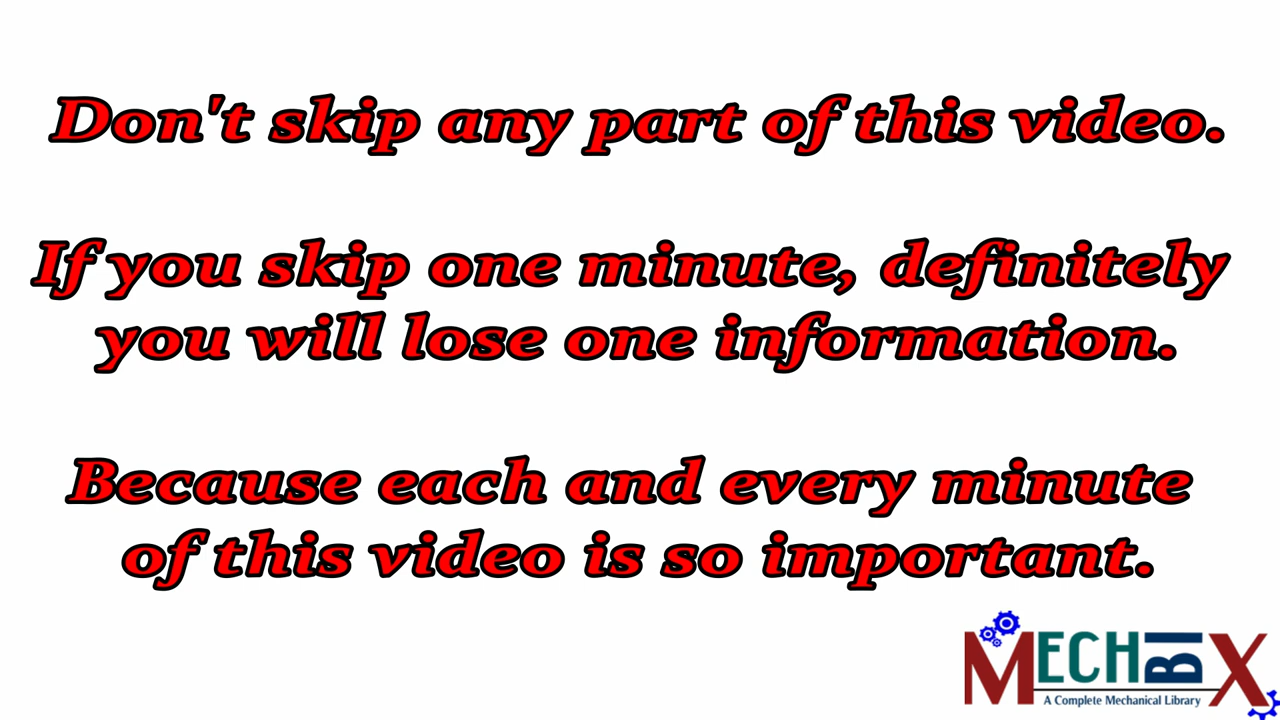 Don't skip any part of this video.
If you skip one minute, definitely
you will lose one information.
Because each and every minute
of this video is so important.
MECHBIX
A Complete Mechanical Library